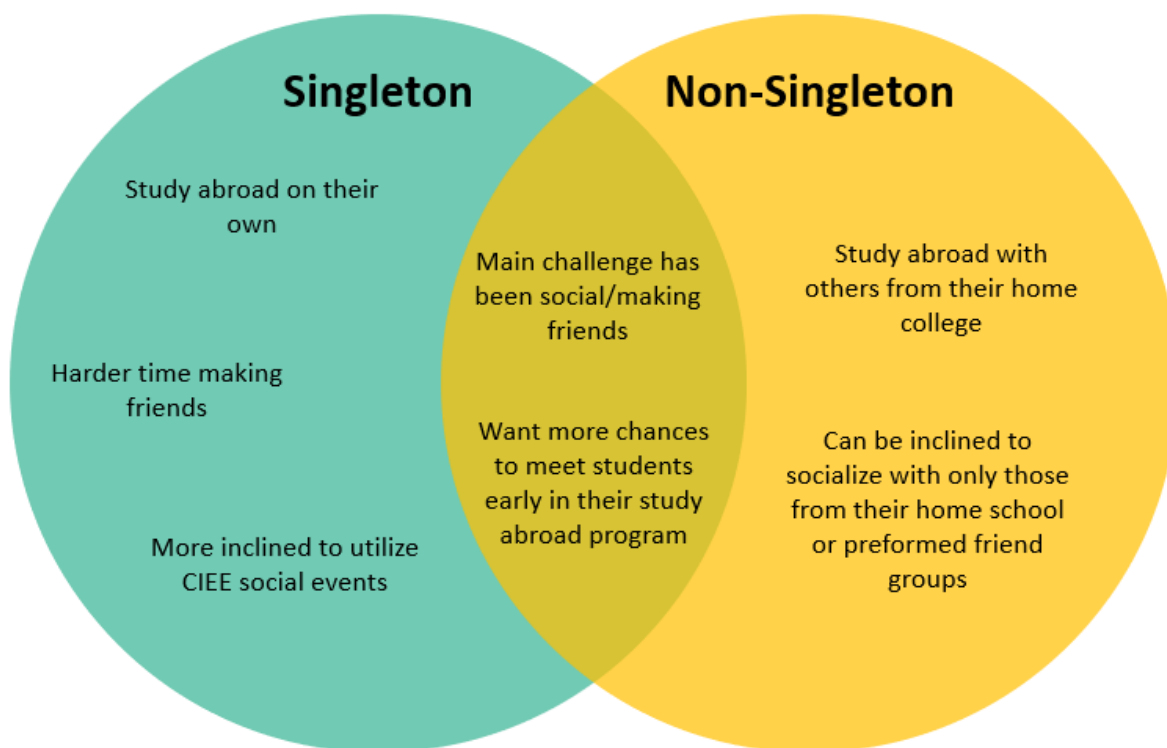 Singleton
Study abroad on their
own
Harder time making
friends
More inclined to utilize
CIEE social events
Main challenge has
been social/making
friends
Want more chances
to meet students
early in their study
abroad program
Non-Singleton
Study abroad with
others from their home
college
Can be inclined to
socialize with only those
from their home school
or preformed friend
groups